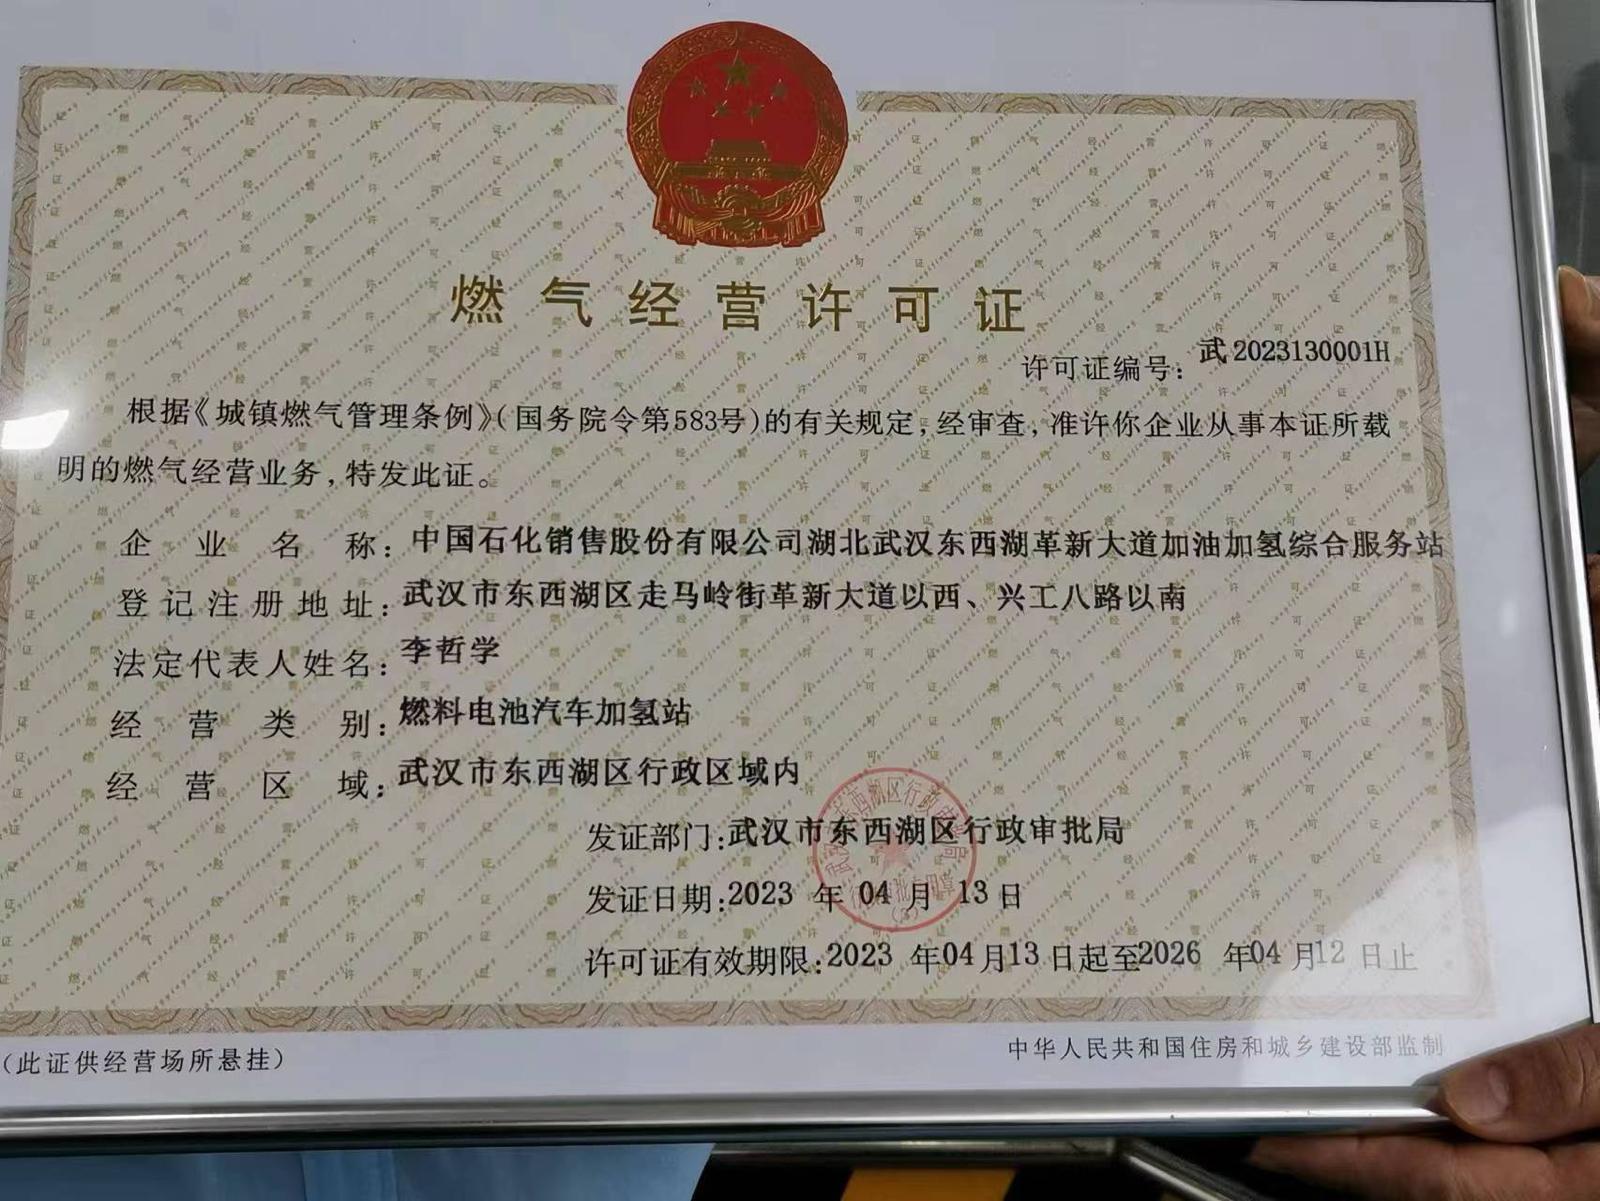 燃气经营许可证
许可证编号：武2023130001H
根据《城镇燃气管理条例》（国务院令第583号）的有关规定，经审查，准许你企业从事本证所载
明的燃气经营业务，特发此证。
企业名称：中国石化销售股份有限公司湖北武汉东西湖革新大道加油加氢综合服务站
登记注册地址：武汉市东西湖区走马岭街革新大道以西、兴工八路以南
法定代表人姓名：李哲学
经营类别：燃料电池汽车加氢站
经营区域：武汉市东西湖区行政区域内
发证部门：武汉市东西湖区行政审批局
发证日期：2023年04月13日
许可证有效期限：2023年04月13日起至2026年04月12日止
（此证供经营场所悬挂）
中华人民共和国住房和城乡建设部监制